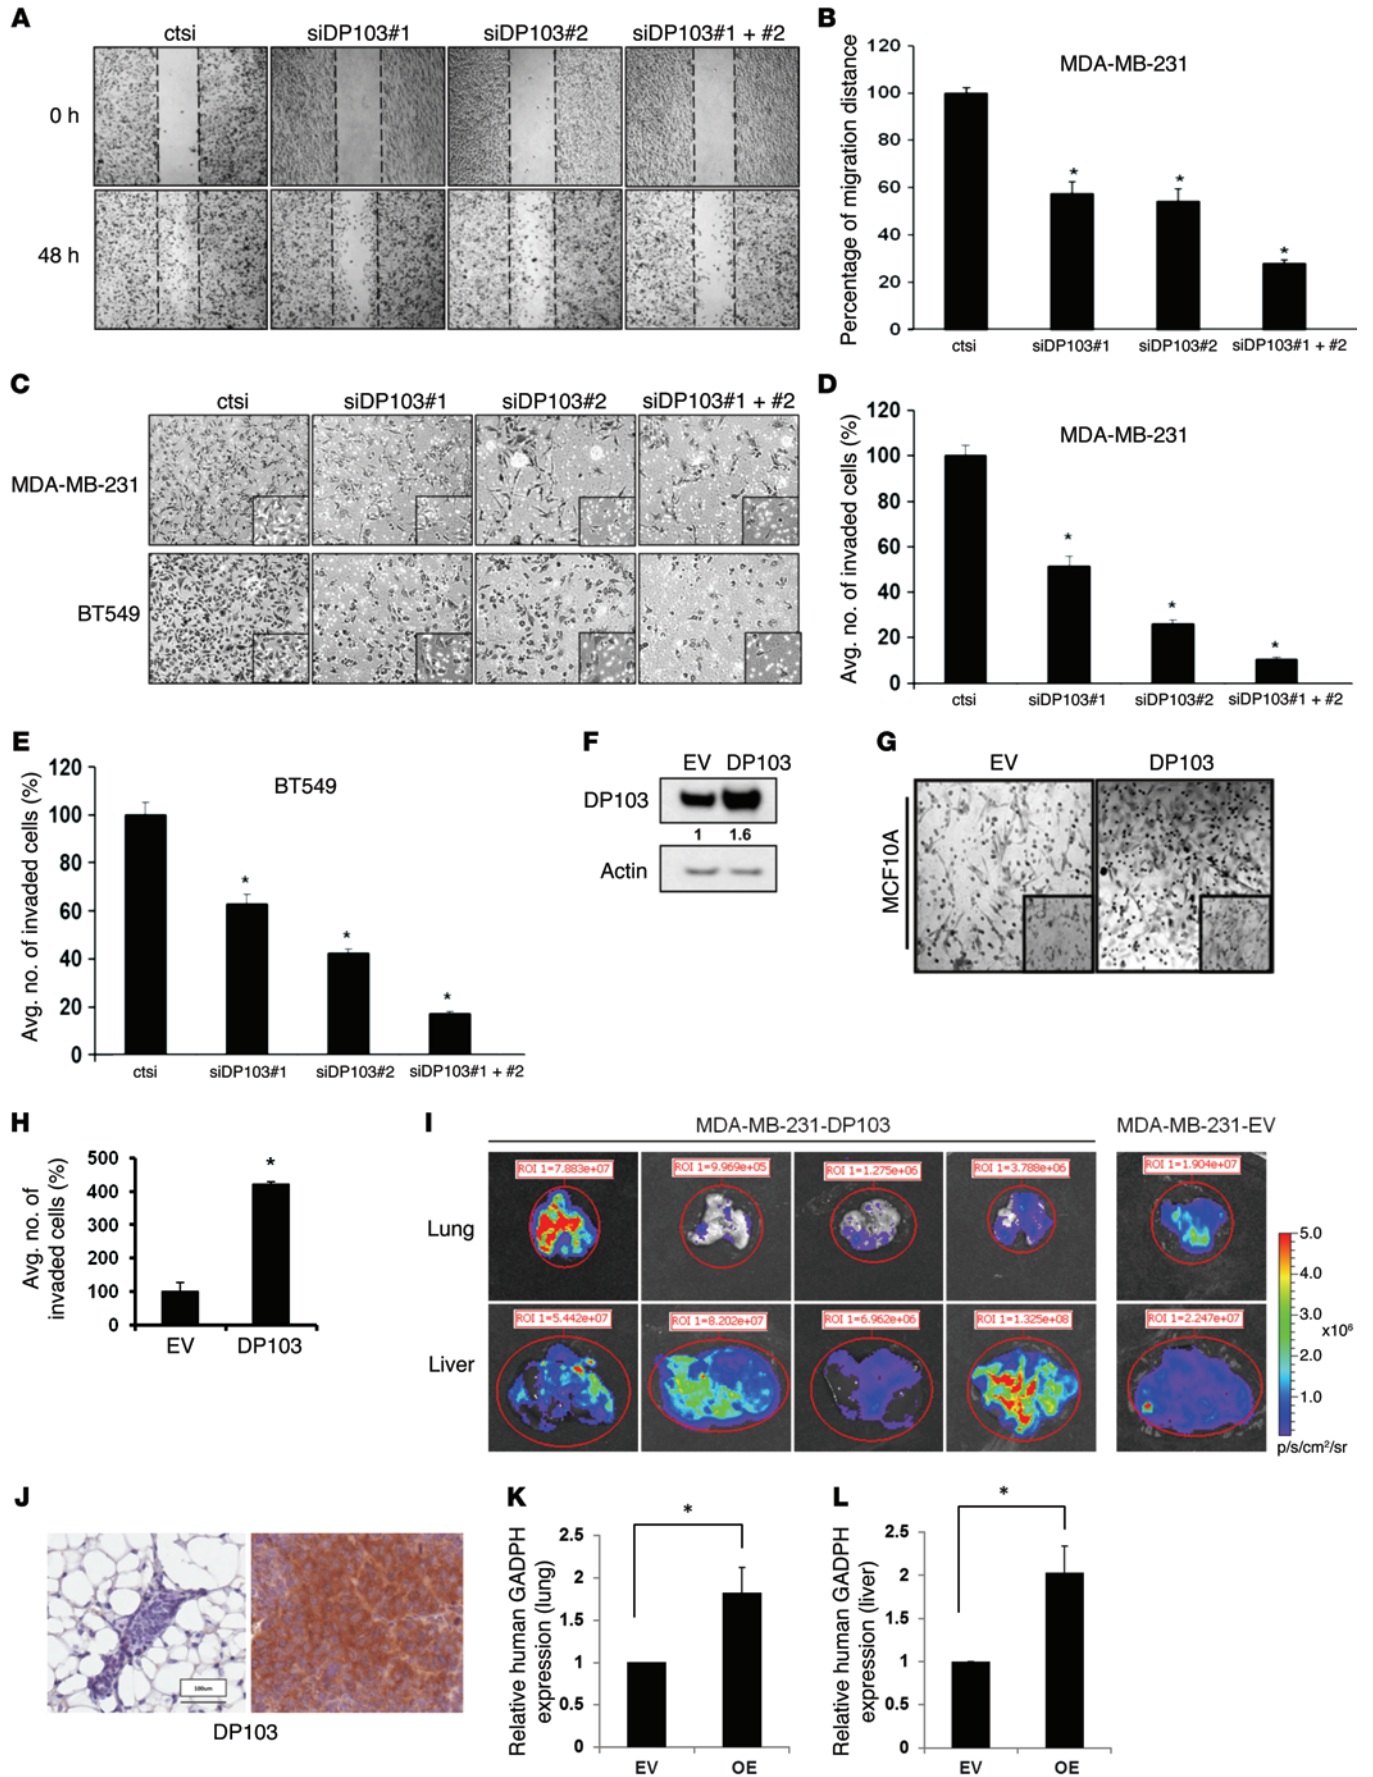 A
ctsi siDP103#1 siDP103#2 siDP103#1 + #2
0 h
48 h
B
MDA-MB-231
Percentage of migration distance
120
100
80
60
40
20
0
* * *
ctsi siDP103#1 siDP103#2 siDP103#1 + #2
C
ctsi siDP103#1 siDP103#2 siDP103#1 + #2
MDA-MB-231
BT549
D
MDA-MB-231
Avg. no. of invaded cells (%)
120
100
80
60
40
20
0
* * *
ctsi siDP103#1 siDP103#2 siDP103#1 + #2
E
BT549
Avg. no. of invaded cells (%)
120
100
80
60
40
20
0
* * *
ctsi siDP103#1 siDP103#2 siDP103#1 + #2
F
EV DP103
DP103
1 1.6
Actin
G
EV DP103
MCF10A
H
Avg. no. of
invaded cells (%)
500
400
300
200
100
0
*
EV DP103
I
MDA-MB-231-DP103 MDA-MB-231-EV
Lung
ROI 1=7.883e+07 ROI 1=9.969e+05 ROI 1=1.275e+06 ROI 1=3.788e+06 ROI 1=1.904e+07
Liver
ROI 1=5.442e+07 ROI 1=8.202e+07 ROI 1=6.962e+06 ROI 1=1.325e+08 ROI 1=2.247e+07
5.0
4.0
3.0
x10⁶
2.0
1.0
p/s/cm²/sr
J
100um
DP103
K
Relative human GADPH
expression (lung)
2.5
2
1.5
1
0.5
0
*
EV OE
L
Relative human GADPH
expression (liver)
2.5
2
1.5
1
0.5
0
*
EV OE